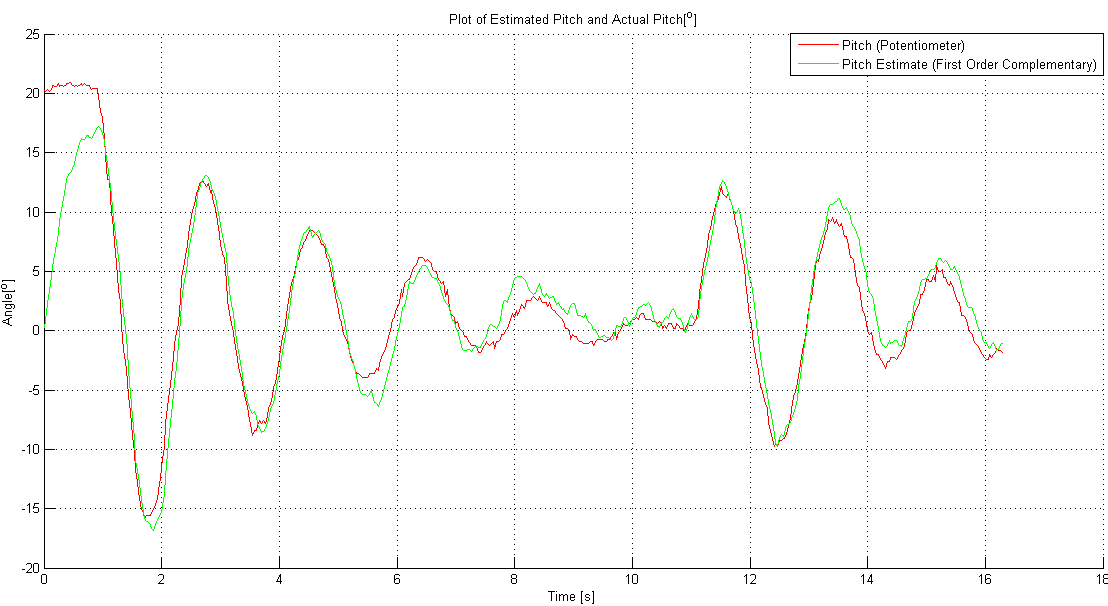 Plot of Estimated Pitch and Actual Pitch[º]
Pitch (Potentiometer)
Pitch Estimate (First Order Complementary)
25
20
15
10
5
0
-5
-10
-15
-20
Angle[º]
0 2 4 6 8 10 12 14 16 18
Time [s]